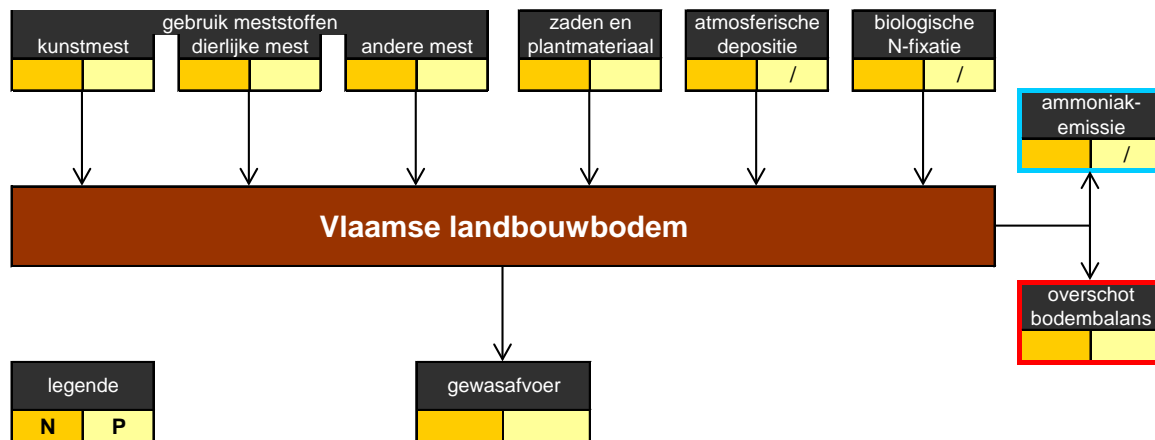 gebruik meststoffen
kunstmest
dierlijke mest
andere mest
zaden en
plantmateriaal
atmosferische
depositie
/
biologische
N-fixatie
/
ammoniak-
emissie
/
Vlaamse landbouwbodem
overschot
bodembalans
legende
N P
gewasafvoer